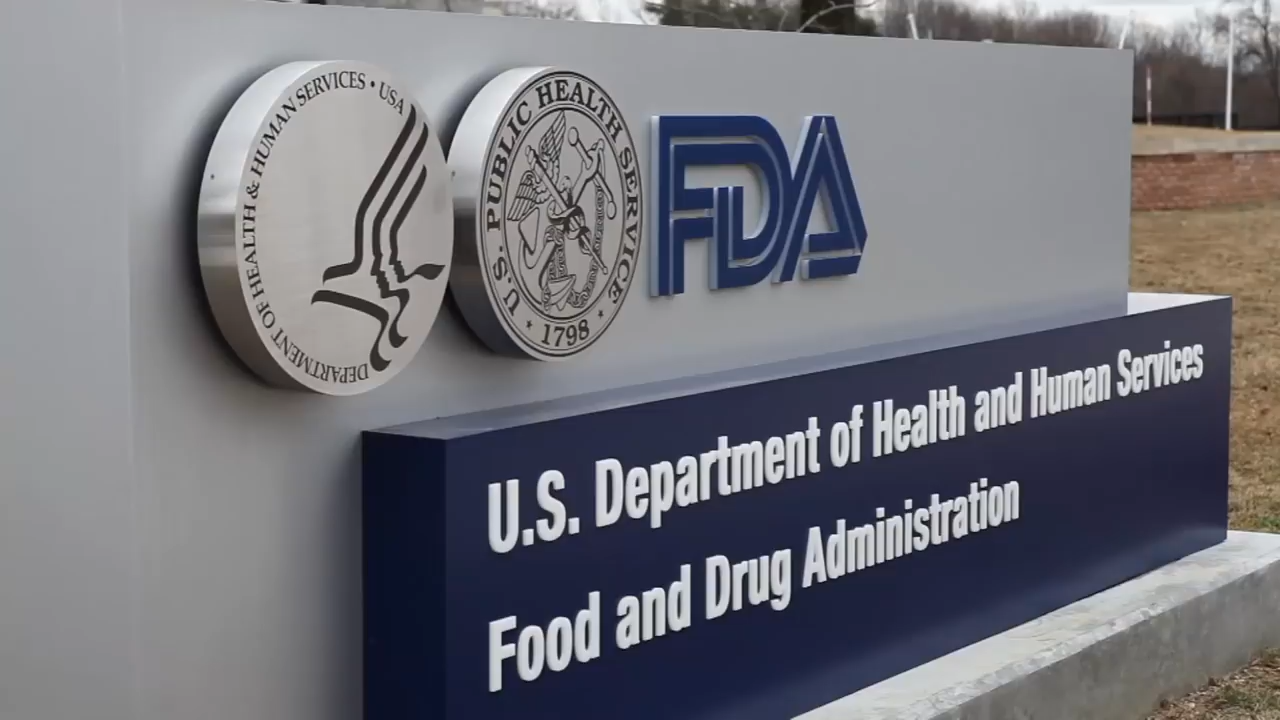 DEPARTMENT OF HEALTH & HUMAN SERVICES • USA
U.S. PUBLIC HEALTH SERVICE
★ 1798 ★
FDA
U.S. Department of Health and Human Services
Food and Drug Administration